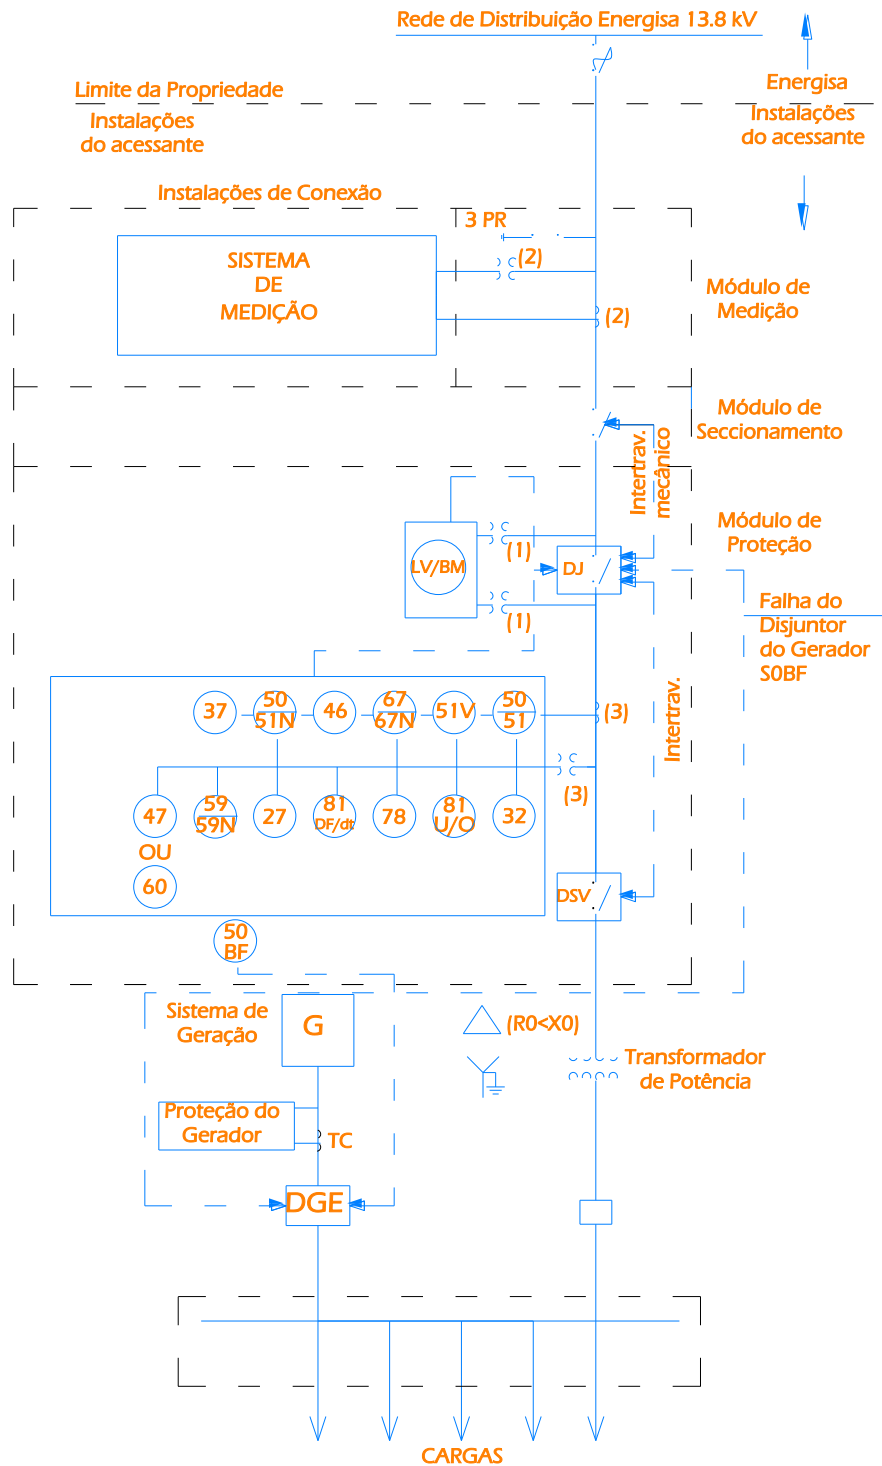 Rede de Distribuição Energisa 13.8 kV
Limite da Propriedade
Energisa
Instalações
do acessante
Instalações
do acessante
Instalações de Conexão
3 PR
(2)
SISTEMA
DE
MEDIÇÃO
(2)
Módulo de
Medição
Módulo de
Seccionamento
Intertrav.
mecânico
Módulo de
Proteção
(1)
LV/BM
DJ
(1)
Falha do
Disjuntor
do Gerador
S0BF
Intertrav.
37
50
51N
46
67
67N
51V
50
51
(3)
(3)
47
59
59N
27
81
DF/dt
78
81
U/O
32
OU
60
DSV
50
BF
Sistema de
Geração
G
(R0<X0)
Transformador
de Potência
Proteção do
Gerador
TC
DGE
CARGAS